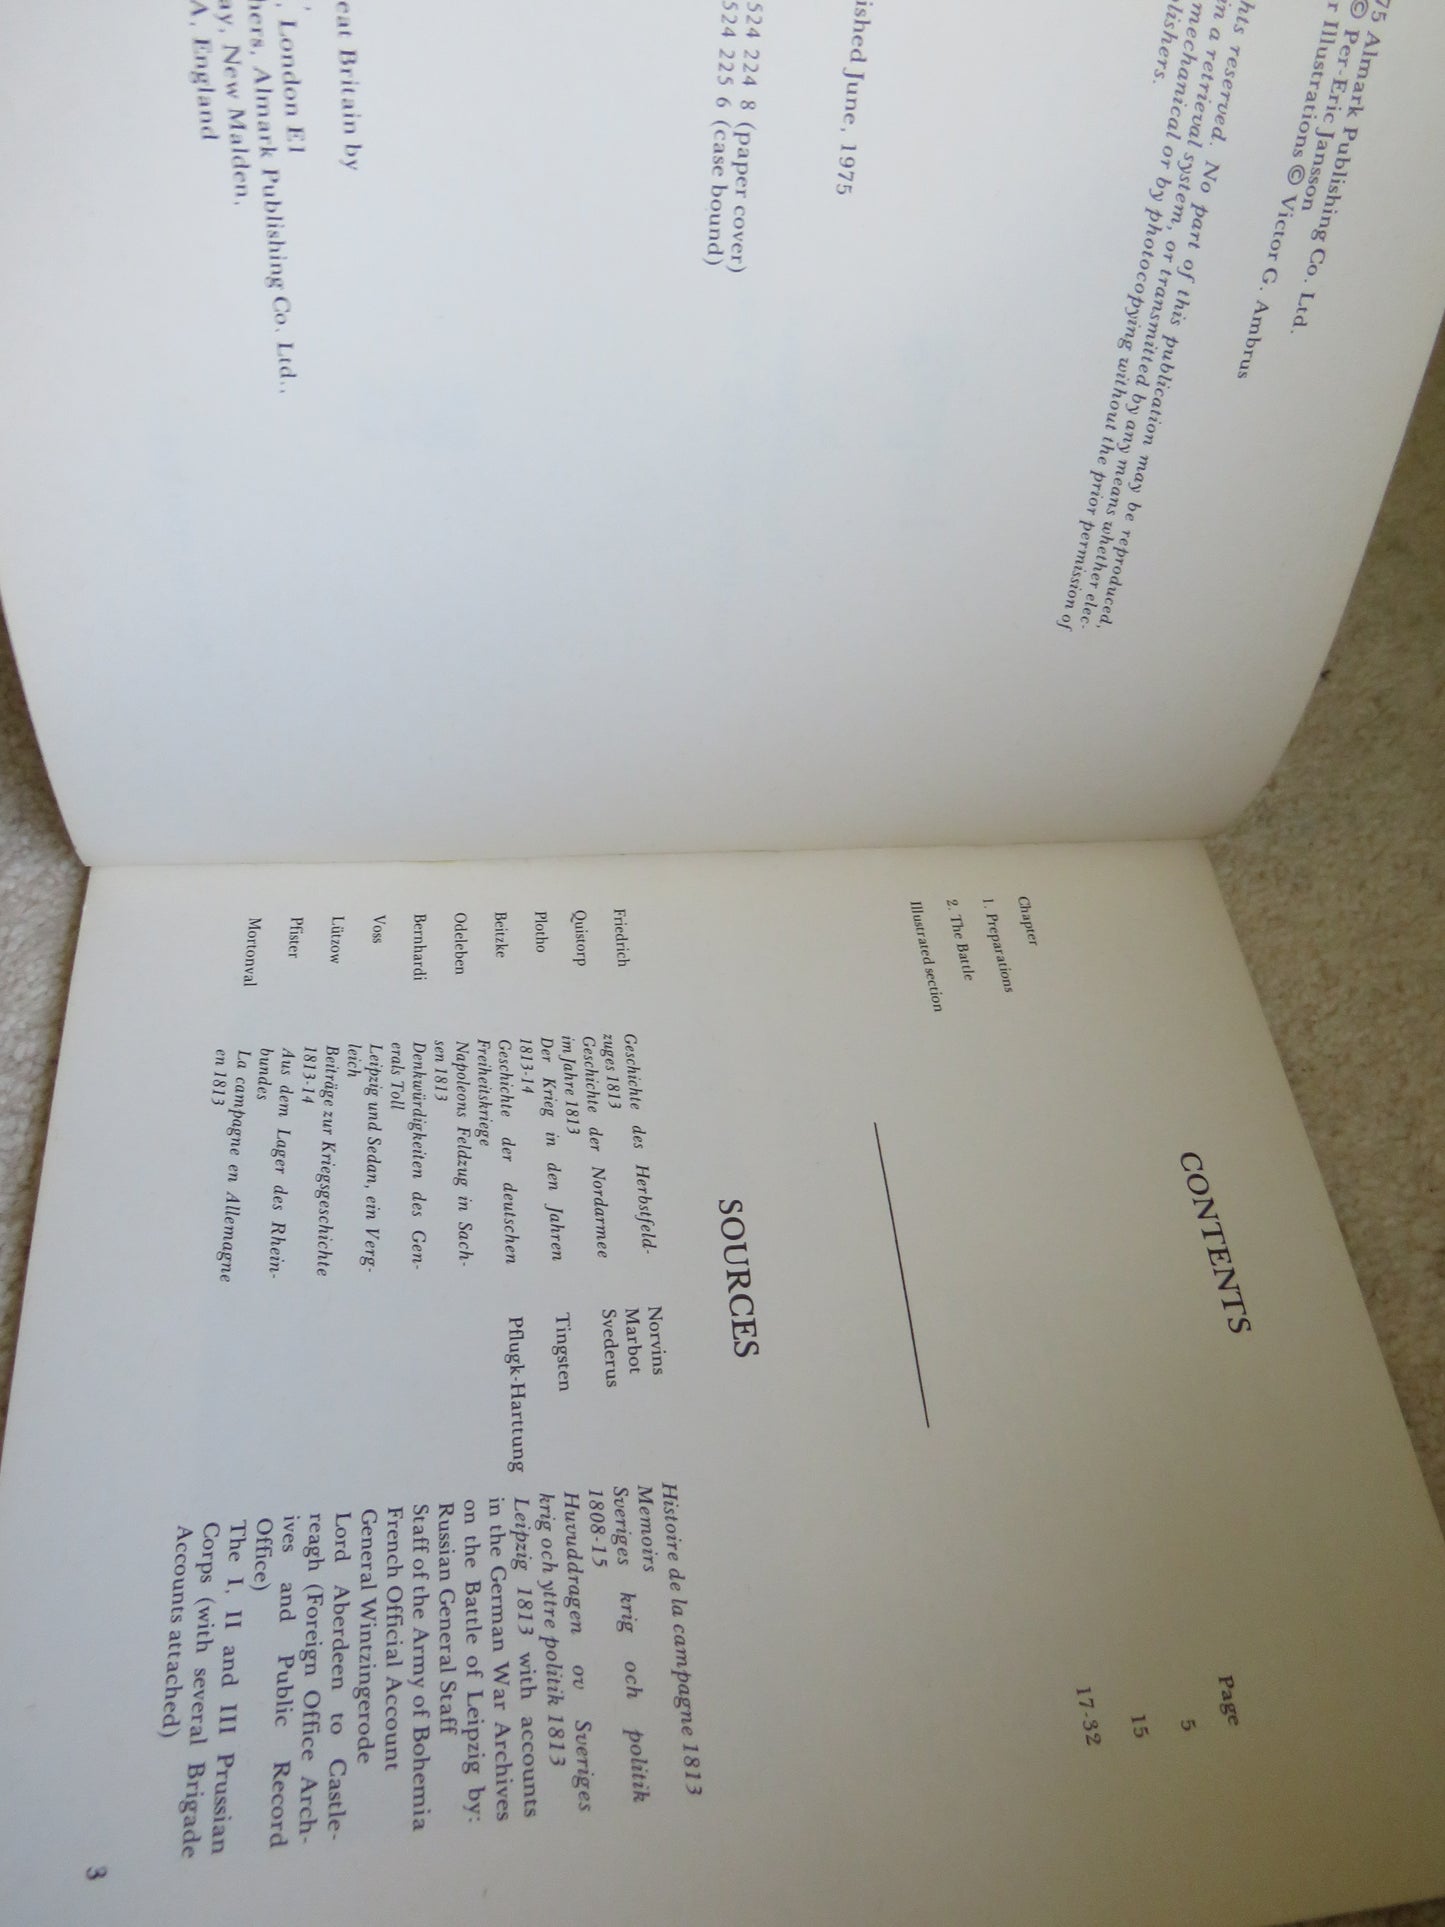 75 Almark Publishing Co. Ltd.
© Per-Eric Jansson
r Illustrations © Victor G. Ambrus
hts reserved. No part of this publication may be reproduced,
in a retrieval system, or transmitted by any means whether elec-
mechanical or by photocopying without the prior permission of
lishers.
ished June, 1975
524 224 8 (paper cover)
524 225 6 (case bound)
eat Britain by
, London E1
hers, Almark Publishing Co. Ltd.,
ay, New Malden,
A, England
CONTENTS
Chapter Page
1. Preparations 5
2. The Battle 15
Illustrated section 17-32
SOURCES
Friedrich Geschichte des Herbstfeld-
zuges 1813
Quistorp Geschichte der Nordarmee
im Jahre 1813
Plotho Der Krieg in den Jahren
1813-14
Beitzke Geschichte der deutschen
Freiheitskriege
Odeleben Napoleons Feldzug in Sach-
sen 1813
Bernhardi Denkwürdigkeiten des Gen-
erals Toll
Voss Leipzig und Sedan, ein Verg-
leich
Lützow Beiträge zur Kriegsgeschichte
1813-14
Pfister Aus dem Lager des Rhein-
bundes
Mortonval La campagne en Allemagne
en 1813
Norvins Histoire de la campagne 1813
Marbot Memoirs
Svederus Sveriges krig och politik
1808-15
Tingsten Huvuddragen ov Sveriges
krig och yttre politik 1813
Pflugk-Harttung Leipzig 1813 with accounts
in the German War Archives
on the Battle of Leipzig by:
Russian General Staff
Staff of the Army of Bohemia
French Official Account
General Wintzingerode
Lord Aberdeen to Castle-
reagh (Foreign Office Arch-
ives and Public Record
Office)
The I, II and III Prussian
Corps (with several Brigade
Accounts attached)
3